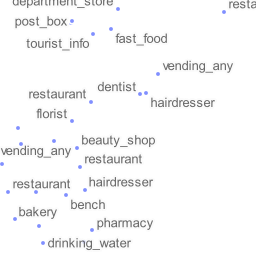 department_store
resta
post_box
tourist_info
fast_food
vending_any
dentist
restaurant
hairdresser
florist
beauty_shop
vending_any
restaurant
restaurant
hairdresser
bench
bakery
pharmacy
drinking_water